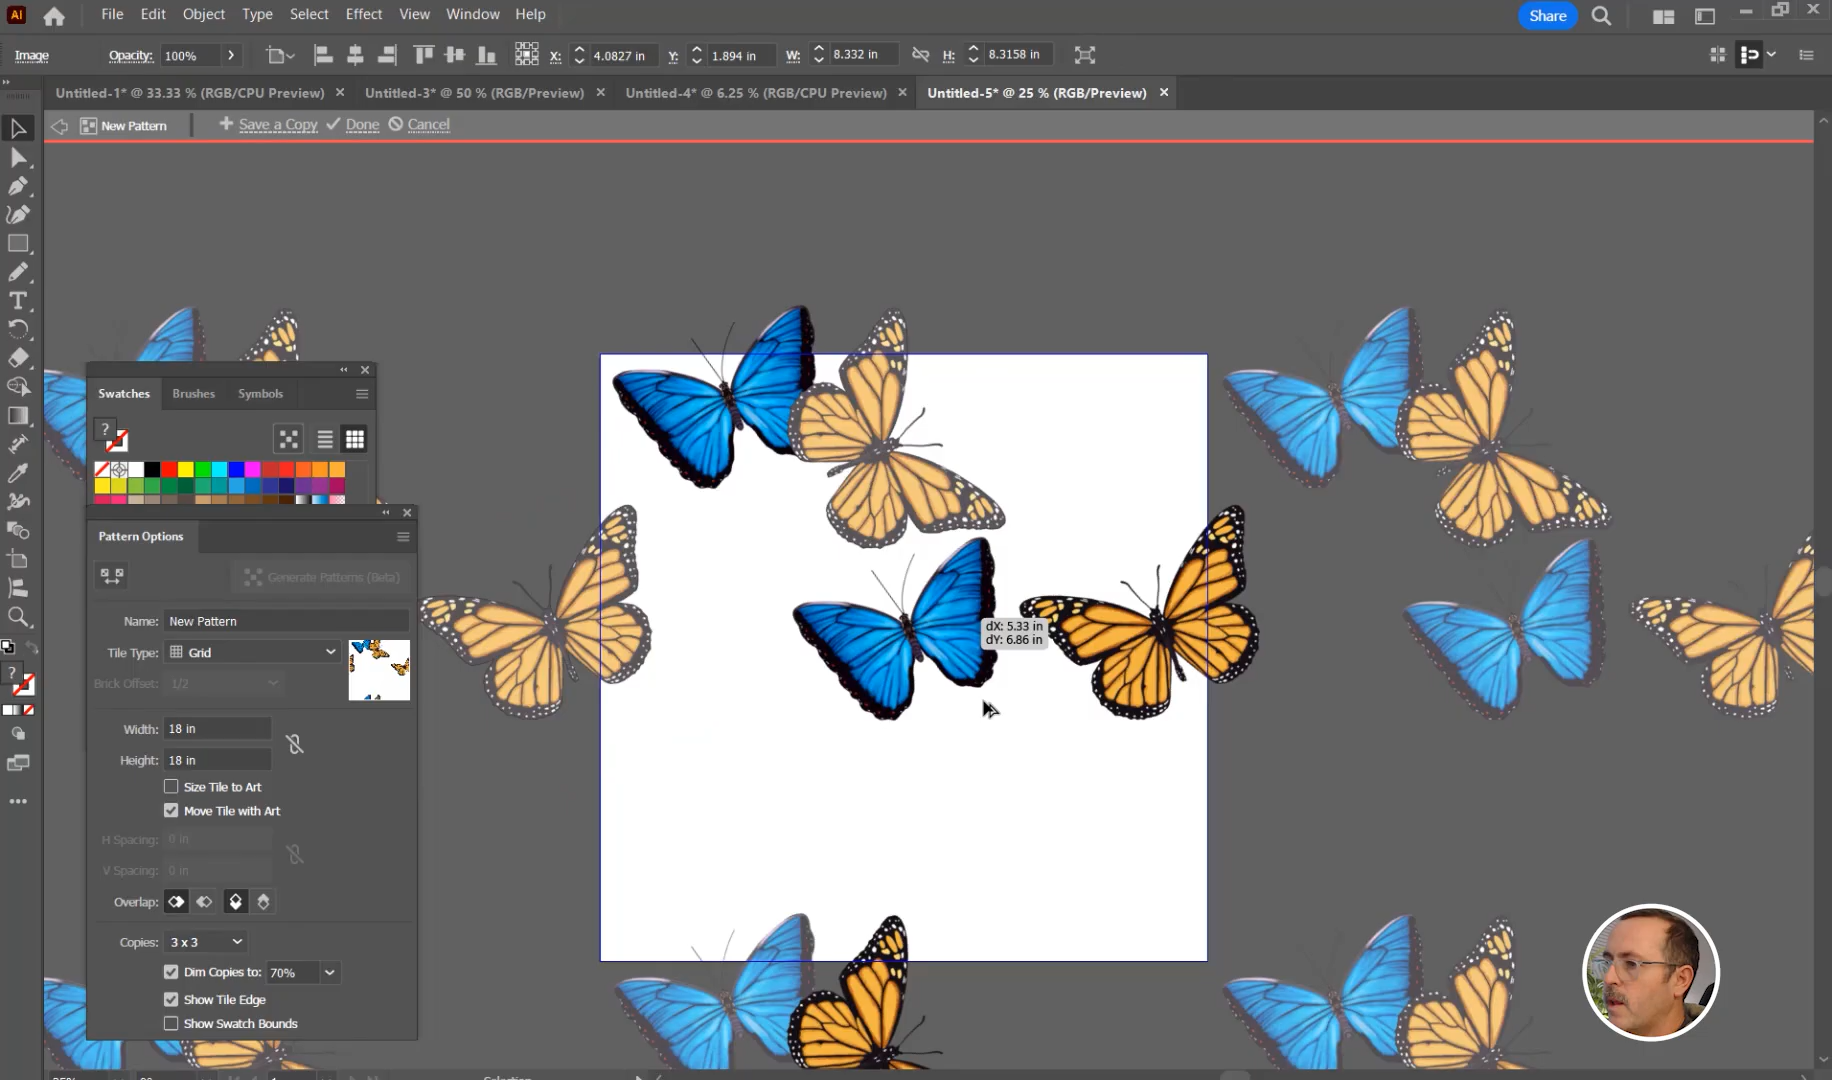 Ai File Edit Object Type Select Effect View Window Help Share
Image Opacity: 100% X: 4.0827 in Y: 1.894 in W: 8.332 in H: 8.3158 in
Untitled-1* @ 33.33 % (RGB/CPU Preview) Untitled-3* @ 50 % (RGB/Preview) Untitled-4* @ 6.25 % (RGB/CPU Preview) Untitled-5* @ 25 % (RGB/Preview)
New Pattern Save a Copy Done Cancel
Swatches Brushes Symbols
?
Pattern Options
Generate Patterns (Beta)
Name: New Pattern
Tile Type: Grid
Brick Offset: 1/2
Width: 18 in
Height: 18 in
Size Tile to Art
Move Tile with Art
H Spacing: 0 in
V Spacing: 0 in
Overlap:
Copies: 3 x 3
Dim Copies to: 70%
Show Tile Edge
Show Swatch Bounds
dX: 5.33 in
dY: 6.86 in